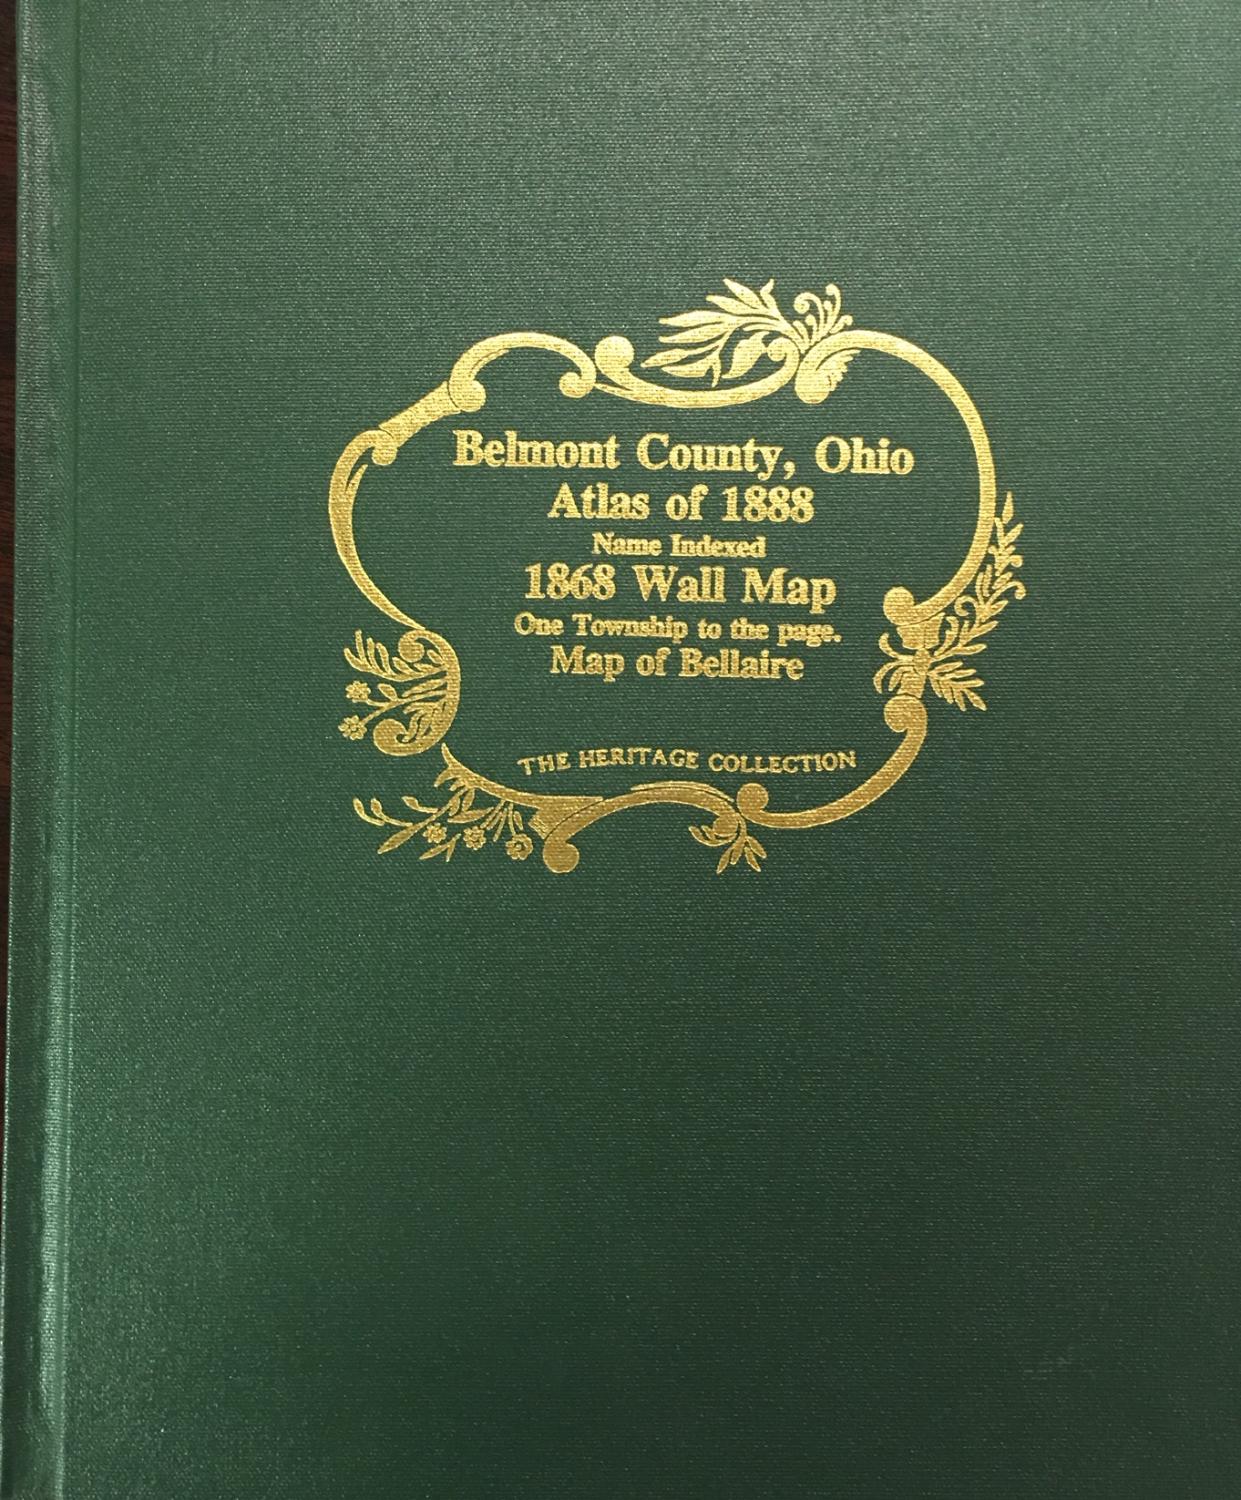 Belmont County, Ohio
Atlas of 1888
Name Indexed
1868 Wall Map
One Township to the page.
Map of Bellaire
THE HERITAGE COLLECTION